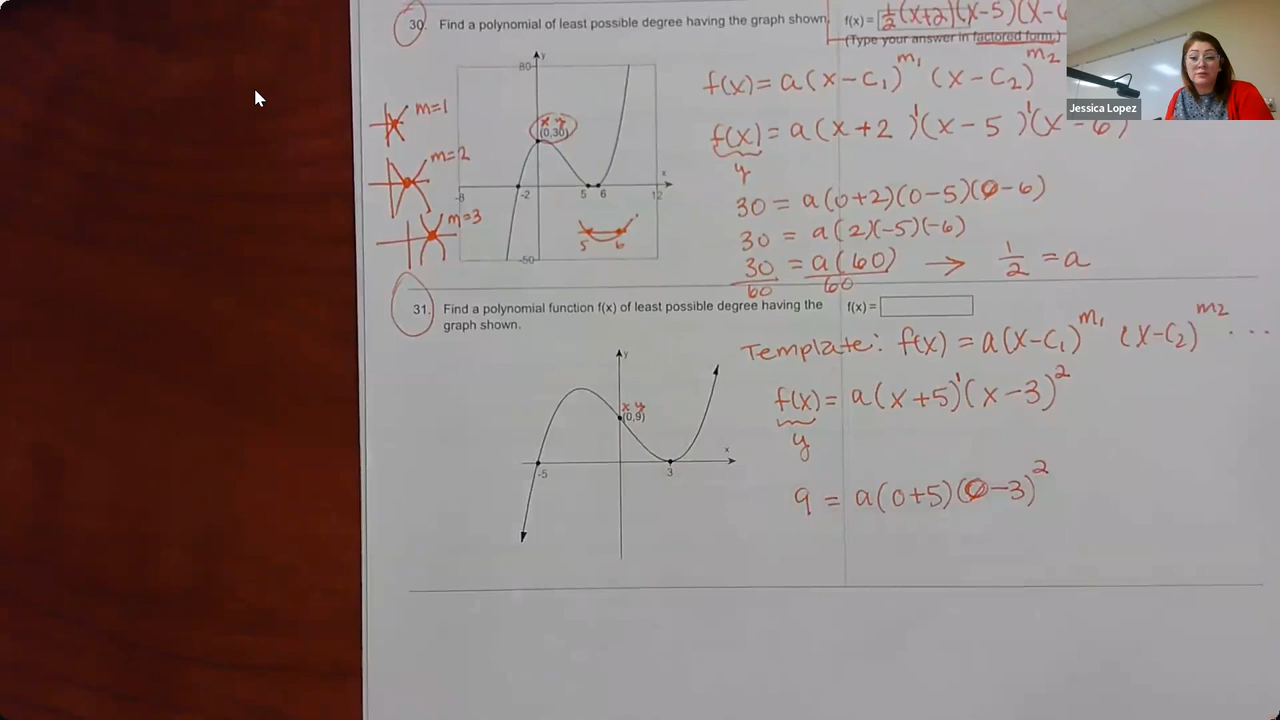 30. Find a polynomial of least possible degree having the graph shown. f(x) = 1/2 (x+2)(x-5)(x-6
(Type your answer in factored form.)
80 y
x y
(0,30)
-8 -2 5 6 12 x
-50
5 6
m=1
m=2
m=3
f(x) = a(x-c₁)^m₁ (x-c₂)^m₂
f(x) = a(x+2)¹(x-5)¹(x-6)
y
30 = a(0+2)(0-5)(0-6)
30 = a(2)(-5)(-6)
30 = a(60) → 1/2 = a
60 60
Jessica Lopez
31. Find a polynomial function f(x) of least possible degree having the f(x) =
graph shown.
y
x y
(0,9)
-5 3 x
Template: f(x) = a(x-c₁)^m₁ (x-c₂)^m₂ ...
f(x) = a(x+5)¹(x-3)²
y
9 = a(0+5)(0-3)²